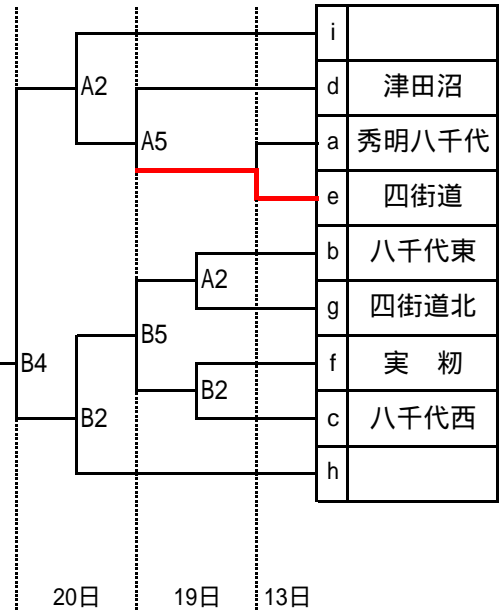 i
A2
d 津田沼
A5
a 秀明八千代
e 四街道
b 八千代東
A2
g 四街道北
B5
B4
f 実 籾
B2
B2
c 八千代西
h
20日 19日 13日